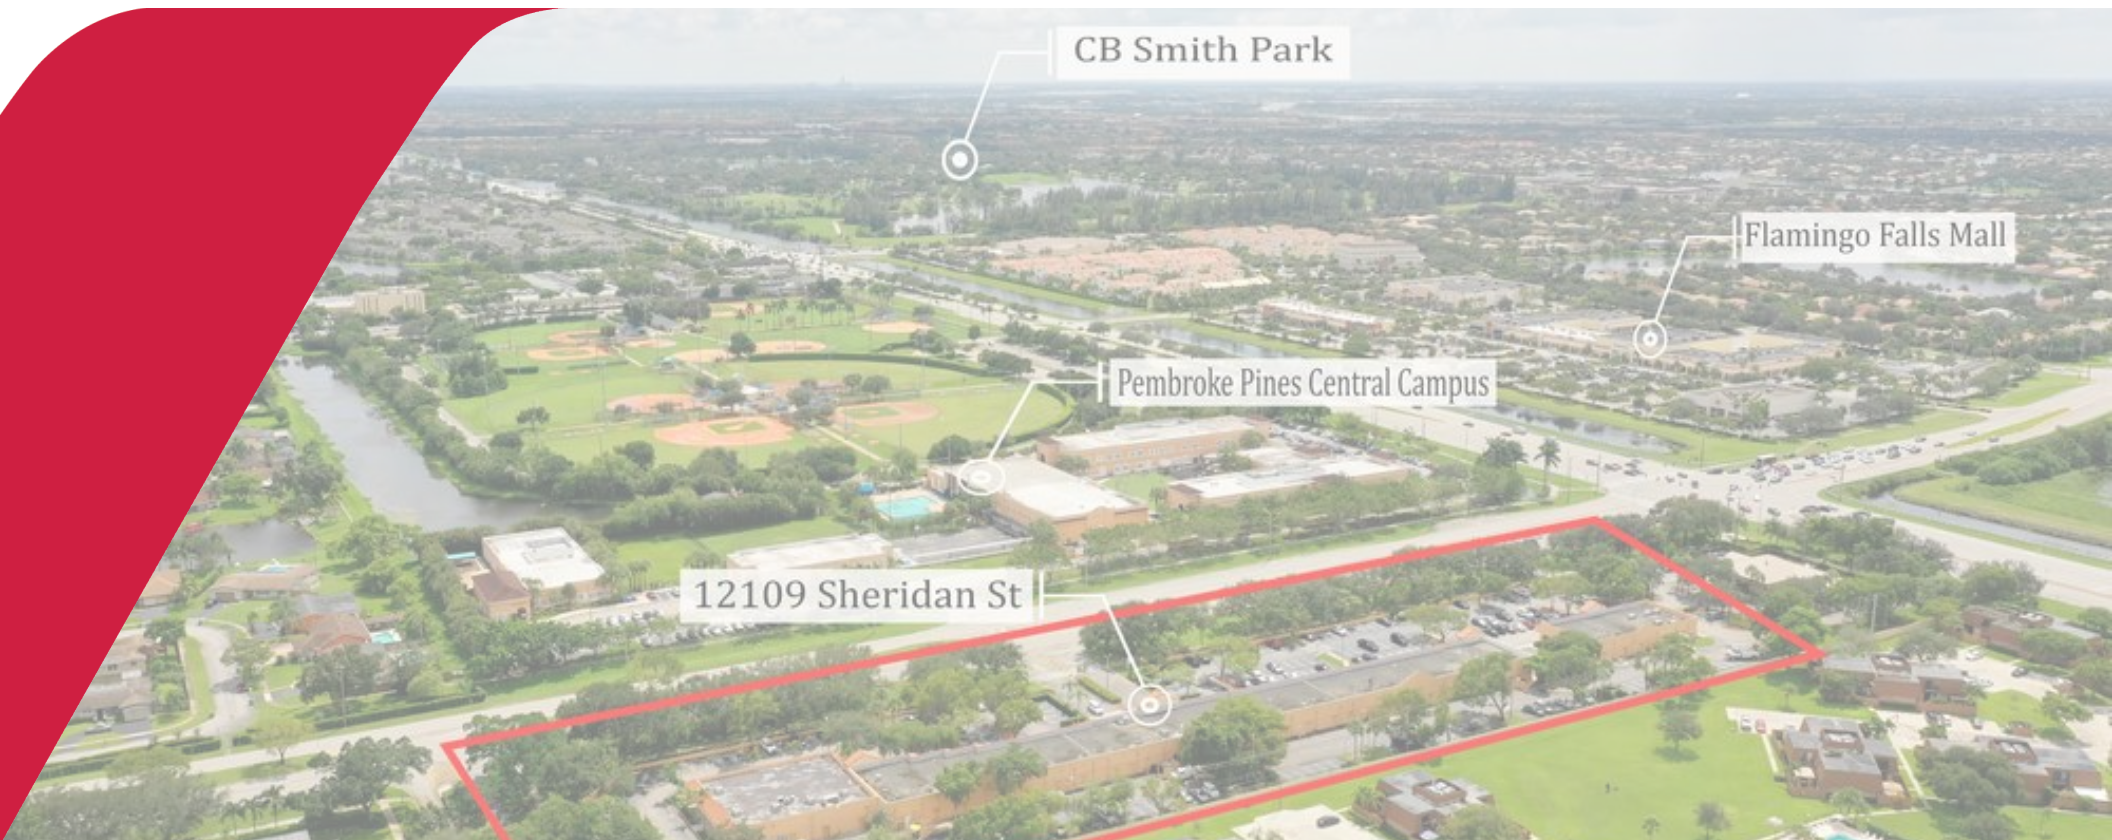 CB Smith Park
Flamingo Falls Mall
Pembroke Pines Central Campus
12109 Sheridan St